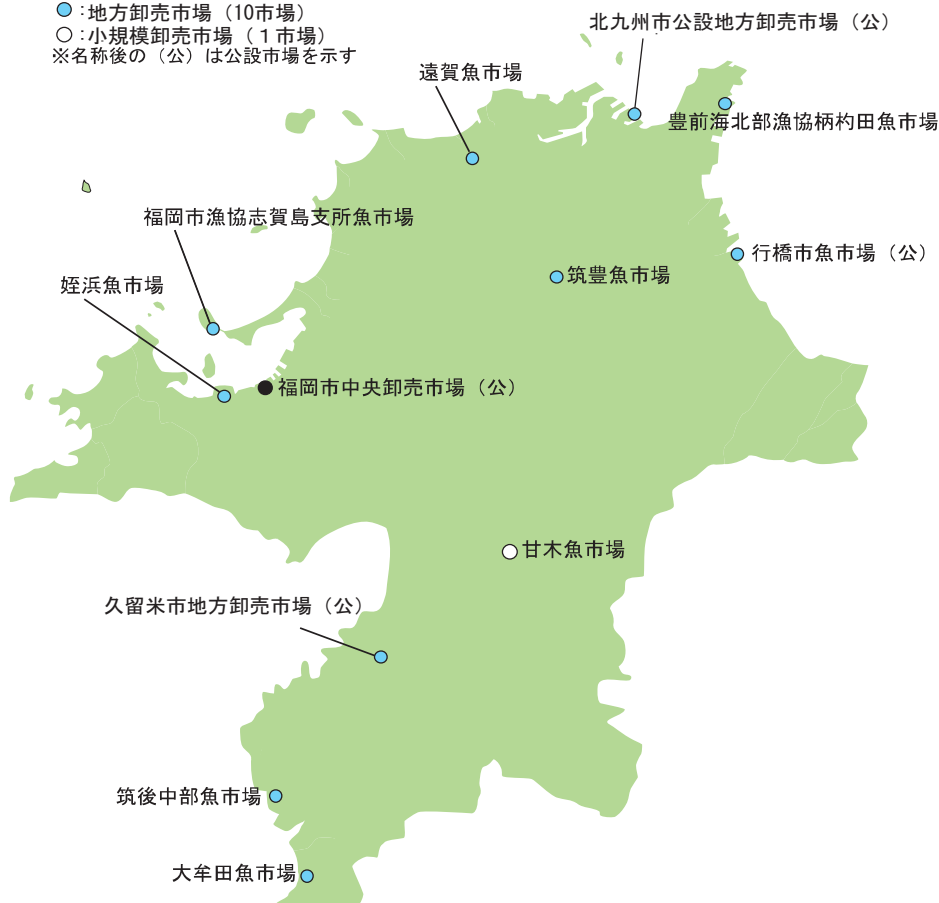 ：地方卸売市場（10市場）
：小規模卸売市場（１市場）
※名称後の（公）は公設市場を示す
北九州市公設地方卸売市場（公）
遠賀魚市場
豊前海北部漁協柄杓田魚市場
福岡市漁協志賀島支所魚市場
行橋市魚市場（公）
筑豊魚市場
姪浜魚市場
福岡市中央卸売市場（公）
甘木魚市場
久留米市地方卸売市場（公）
筑後中部魚市場
大牟田魚市場